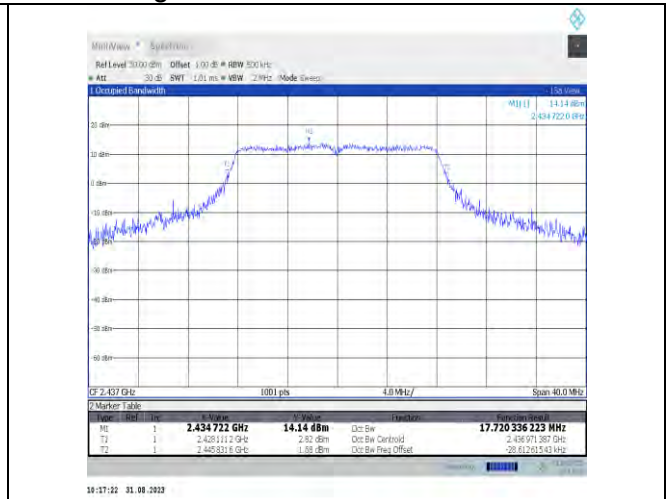 MultiView Spectrum
Ref Level 30.00 dBm Offset 1.00 dB RBW 500 kHz
Att 30 dB SWT 1.01 ms VBW 2 MHz Mode Sweep
1 Occupied Bandwidth
M1[1] 14.14 dBm
2.434 722 0 GHz
20 dBm
M1
10 dBm
0 dBm
-10 dBm
-20 dBm
-30 dBm
-40 dBm
-50 dBm
-60 dBm
CF 2.437 GHz 1001 pts 4.0 MHz/ Span 40.0 MHz
2 Marker Table
Type Ref Trc X-Value Y-Value Function Function Result
M1 1 2.434 722 GHz 14.14 dBm Occ Bw 17.720 336 223 MHz
T1 1 2.428 111 2 GHz 2.82 dBm Occ Bw Centroid 2.436 971 387 GHz
T2 1 2.445 831 6 GHz 1.88 dBm Occ Bw Freq Offset -28.612 615 43 kHz
10:17:22 31.08.2023